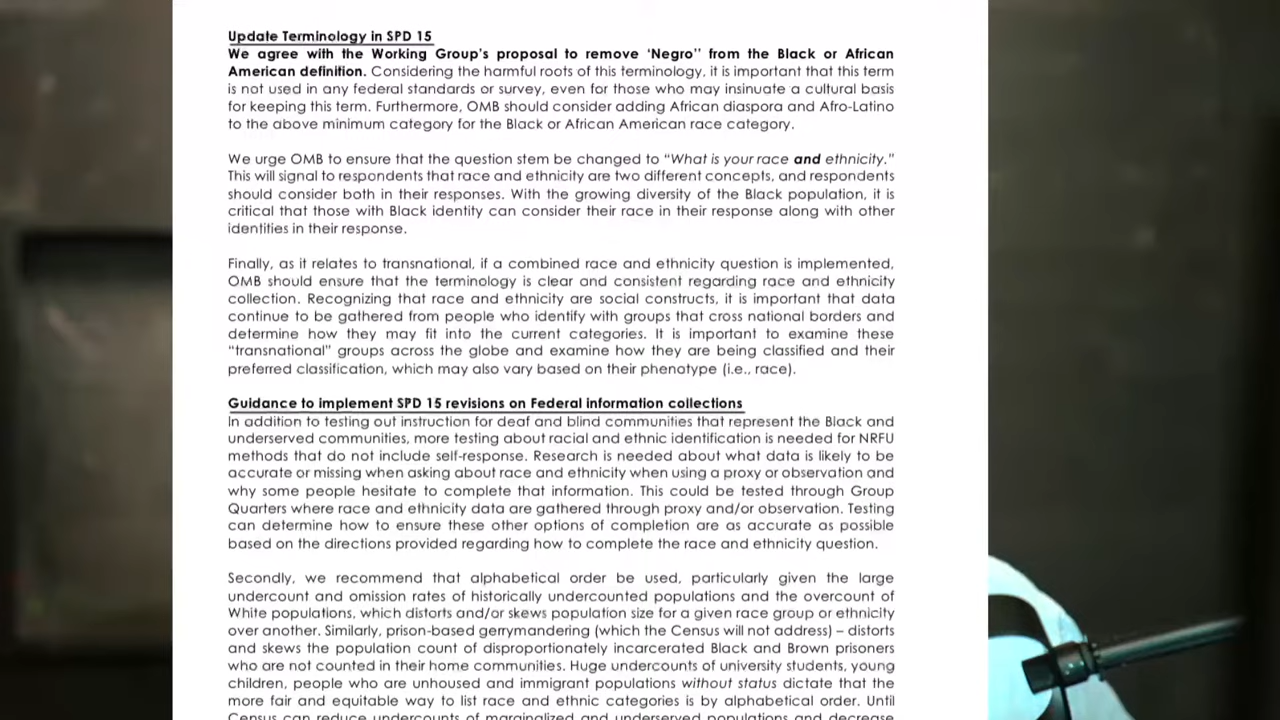 Update Terminology in SPD 15
We agree with the Working Group's proposal to remove 'Negro'' from the Black or African
American definition. Considering the harmful roots of this terminology, it is important that this term
is not used in any federal standards or survey, even for those who may insinuate a cultural basis
for keeping this term. Furthermore, OMB should consider adding African diaspora and Afro-Latino
to the above minimum category for the Black or African American race category.
We urge OMB to ensure that the question stem be changed to "What is your race and ethnicity."
This will signal to respondents that race and ethnicity are two different concepts, and respondents
should consider both in their responses. With the growing diversity of the Black population, it is
critical that those with Black identity can consider their race in their response along with other
identities in their response.
Finally, as it relates to transnational, if a combined race and ethnicity question is implemented,
OMB should ensure that the terminology is clear and consistent regarding race and ethnicity
collection. Recognizing that race and ethnicity are social constructs, it is important that data
continue to be gathered from people who identify with groups that cross national borders and
determine how they may fit into the current categories. It is important to examine these
"transnational" groups across the globe and examine how they are being classified and their
preferred classification, which may also vary based on their phenotype (i.e., race).
Guidance to implement SPD 15 revisions on Federal information collections
In addition to testing out instruction for deaf and blind communities that represent the Black and
underserved communities, more testing about racial and ethnic identification is needed for NRFU
methods that do not include self-response. Research is needed about what data is likely to be
accurate or missing when asking about race and ethnicity when using a proxy or observation and
why some people hesitate to complete that information. This could be tested through Group
Quarters where race and ethnicity data are gathered through proxy and/or observation. Testing
can determine how to ensure these other options of completion are as accurate as possible
based on the directions provided regarding how to complete the race and ethnicity question.
Secondly, we recommend that alphabetical order be used, particularly given the large
undercount and omission rates of historically undercounted populations and the overcount of
White populations, which distorts and/or skews population size for a given race group or ethnicity
over another. Similarly, prison-based gerrymandering (which the Census will not address) – distorts
and skews the population count of disproportionately incarcerated Black and Brown prisoners
who are not counted in their home communities. Huge undercounts of university students, young
children, people who are unhoused and immigrant populations without status dictate that the
more fair and equitable way to list race and ethnic categories is by alphabetical order. Until
Census can reduce undercounts of marginalized and underserved populations and decrease